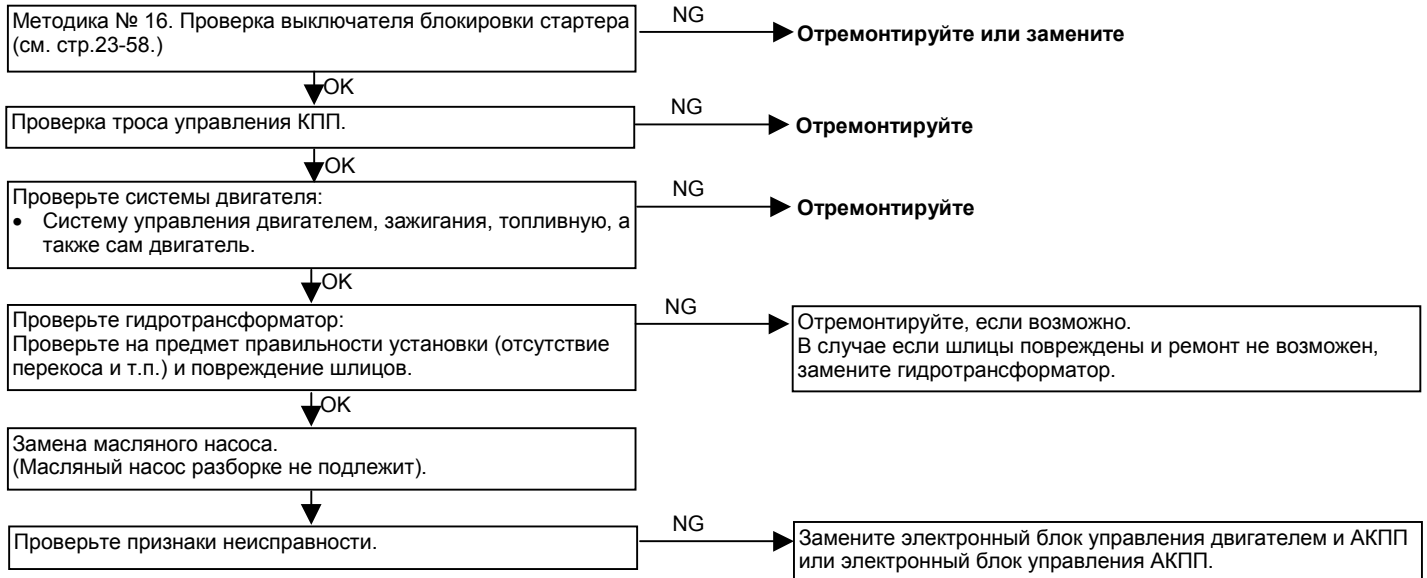 Методика № 16. Проверка выключателя блокировки стартера
(см. стр.23-58.)
NG
Отремонтируйте или замените
OK
Проверка троса управления КПП.
NG
Отремонтируйте
OK
Проверьте системы двигателя:
• Систему управления двигателем, зажигания, топливную, а
также сам двигатель.
NG
Отремонтируйте
OK
Проверьте гидротрансформатор:
Проверьте на предмет правильности установки (отсутствие
перекоса и т.п.) и повреждение шлицов.
NG
Отремонтируйте, если возможно.
В случае если шлицы повреждены и ремонт не возможен,
замените гидротрансформатор.
OK
Замена масляного насоса.
(Масляный насос разборке не подлежит).
Проверьте признаки неисправности.
NG
Замените электронный блок управления двигателем и АКПП
или электронный блок управления АКПП.